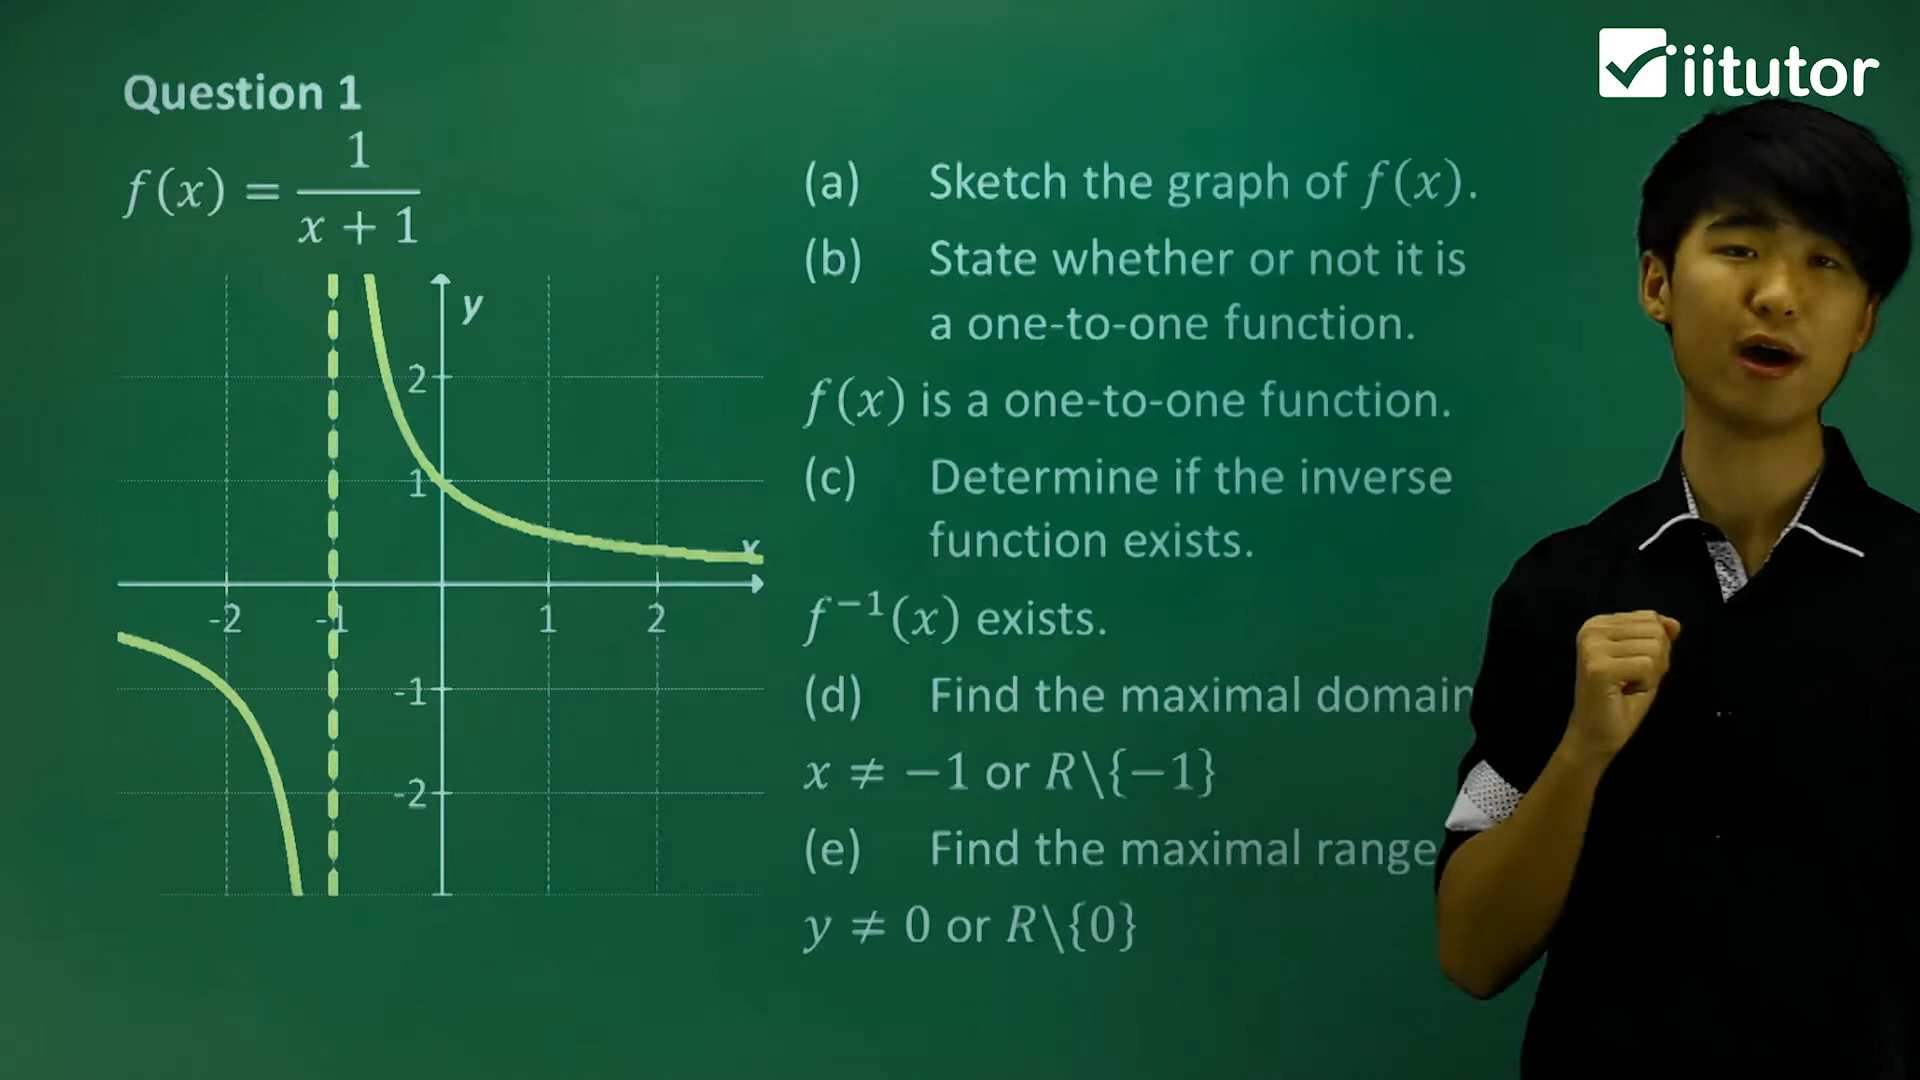 iitutor
Question 1
f(x) = 1/(x + 1)
y
2
1
x
-2 -1 1 2
-1
-2
(a) Sketch the graph of f(x).
(b) State whether or not it is
a one-to-one function.
f(x) is a one-to-one function.
(c) Determine if the inverse
function exists.
f⁻¹(x) exists.
(d) Find the maximal domain
x ≠ −1 or R\{−1}
(e) Find the maximal range
y ≠ 0 or R\{0}